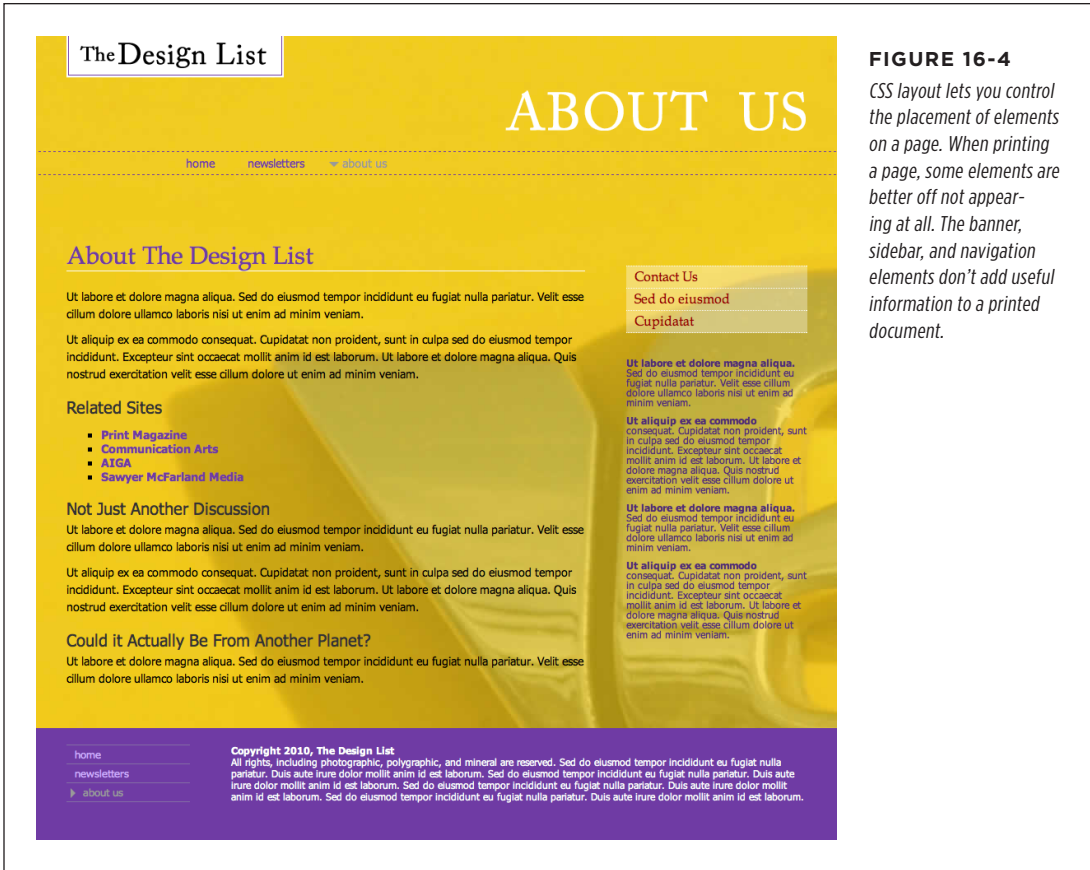 The Design List
ABOUT US
home newsletters about us
About The Design List
Ut labore et dolore magna aliqua. Sed do eiusmod tempor incididunt eu fugiat nulla pariatur. Velit esse
cillum dolore ullamco laboris nisi ut enim ad minim veniam.
Ut aliquip ex ea commodo consequat. Cupidatat non proident, sunt in culpa sed do eiusmod tempor
incididunt. Excepteur sint occaecat mollit anim id est laborum. Ut labore et dolore magna aliqua. Quis
nostrud exercitation velit esse cillum dolore ut enim ad minim veniam.
Related Sites
Print Magazine
Communication Arts
AIGA
Sawyer McFarland Media
Not Just Another Discussion
Ut labore et dolore magna aliqua. Sed do eiusmod tempor incididunt eu fugiat nulla pariatur. Velit esse
cillum dolore ullamco laboris nisi ut enim ad minim veniam.
Ut aliquip ex ea commodo consequat. Cupidatat non proident, sunt in culpa sed do eiusmod tempor
incididunt. Excepteur sint occaecat mollit anim id est laborum. Ut labore et dolore magna aliqua. Quis
nostrud exercitation velit esse cillum dolore ut enim ad minim veniam.
Could it Actually Be From Another Planet?
Ut labore et dolore magna aliqua. Sed do eiusmod tempor incididunt eu fugiat nulla pariatur. Velit esse
cillum dolore ullamco laboris nisi ut enim ad minim veniam.
Contact Us
Sed do eiusmod
Cupidatat
Ut labore et dolore magna aliqua.
Sed do eiusmod tempor incididunt eu
fugiat nulla pariatur. Velit esse cillum
dolore ullamco laboris nisi ut enim ad
minim veniam.
Ut aliquip ex ea commodo
consequat. Cupidatat non proident, sunt
in culpa sed do eiusmod tempor
incididunt. Excepteur sint occaecat
mollit anim id est laborum. Ut labore et
dolore magna aliqua. Quis nostrud
exercitation velit esse cillum dolore ut
enim ad minim veniam.
Ut labore et dolore magna aliqua.
Sed do eiusmod tempor incididunt eu
fugiat nulla pariatur. Velit esse cillum
dolore ullamco laboris nisi ut enim ad
minim veniam.
Ut aliquip ex ea commodo
consequat. Cupidatat non proident, sunt
in culpa sed do eiusmod tempor
incididunt. Excepteur sint occaecat
mollit anim id est laborum. Ut labore et
dolore magna aliqua. Quis nostrud
exercitation velit esse cillum dolore ut
enim ad minim veniam.
home
newsletters
about us
Copyright 2010, The Design List
All rights, including photographic, polygraphic, and mineral are reserved. Sed do eiusmod tempor incididunt eu fugiat nulla
pariatur. Duis aute irure dolor mollit anim id est laborum. Sed do eiusmod tempor incididunt eu fugiat nulla pariatur. Duis aute
irure dolor mollit anim id est laborum. Sed do eiusmod tempor incididunt eu fugiat nulla pariatur. Duis aute irure dolor mollit
anim id est laborum. Sed do eiusmod tempor incididunt eu fugiat nulla pariatur. Duis aute irure dolor mollit anim id est laborum.
FIGURE 16-4
CSS layout lets you control
the placement of elements
on a page. When printing
a page, some elements are
better off not appear-
ing at all. The banner,
sidebar, and navigation
elements don't add useful
information to a printed
document.